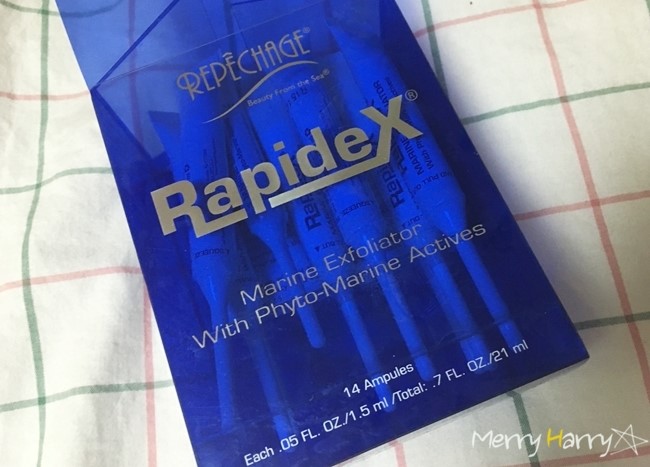 REPÊCHAGE®
Beauty From the Sea®
RapideX®
Marine Exfoliator
With Phyto-Marine Actives
14 Ampules
Each .05 FL. OZ./1.5 ml /Total: .7 FL. OZ./21 ml
Merry Harry